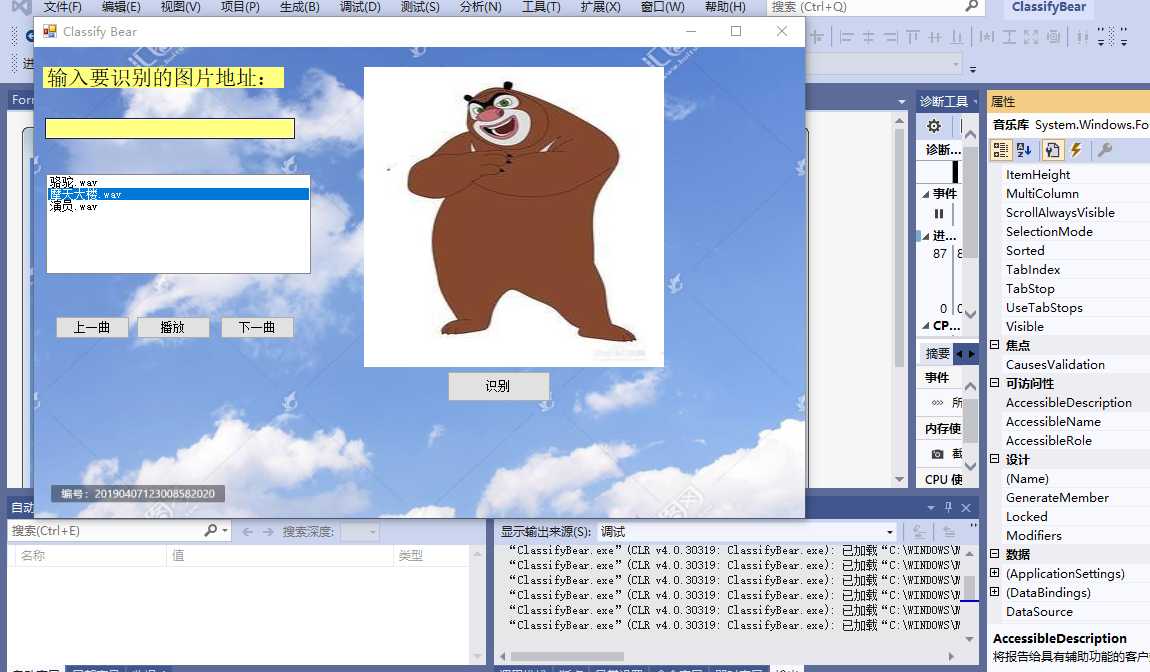 文件(F) 编辑(E) 视图(V) 项目(P) 生成(B) 调试(D) 测试(S) 分析(N) 工具(T) 扩展(X) 窗口(W) 帮助(H) 搜索 (Ctrl+Q) ClassifyBear
Classify Bear
输入要识别的图片地址：
骆驼.wav
摩天大楼.wav
演员.wav
上一曲 播放 下一曲
识别
编号：20190407123008582020
诊断工具
诊断...
事件
进...
87 8
0 0
CP...
摘要
事件
所
内存使
截
CPU 使
属性
音乐库 System.Windows.Fo
ItemHeight
MultiColumn
ScrollAlwaysVisible
SelectionMode
Sorted
TabIndex
TabStop
UseTabStops
Visible
焦点
CausesValidation
可访问性
AccessibleDescription
AccessibleName
AccessibleRole
设计
(Name)
GenerateMember
Locked
Modifiers
数据
(ApplicationSettings)
(DataBindings)
DataSource
AccessibleDescription
将报告给具有辅助功能的客户
自动
搜索(Ctrl+E) 搜索深度:
名称 值 类型
显示输出来源(S): 调试
“ClassifyBear.exe”(CLR v4.0.30319: ClassifyBear.exe): 已加载“C:\WINDOWS\M
“ClassifyBear.exe”(CLR v4.0.30319: ClassifyBear.exe): 已加载“C:\WINDOWS\M
“ClassifyBear.exe”(CLR v4.0.30319: ClassifyBear.exe): 已加载“C:\WINDOWS\M
“ClassifyBear.exe”(CLR v4.0.30319: ClassifyBear.exe): 已加载“C:\WINDOWS\M
“ClassifyBear.exe”(CLR v4.0.30319: ClassifyBear.exe): 已加载“C:\WINDOWS\M
“ClassifyBear.exe”(CLR v4.0.30319: ClassifyBear.exe): 已加载“C:\WINDOWS\M